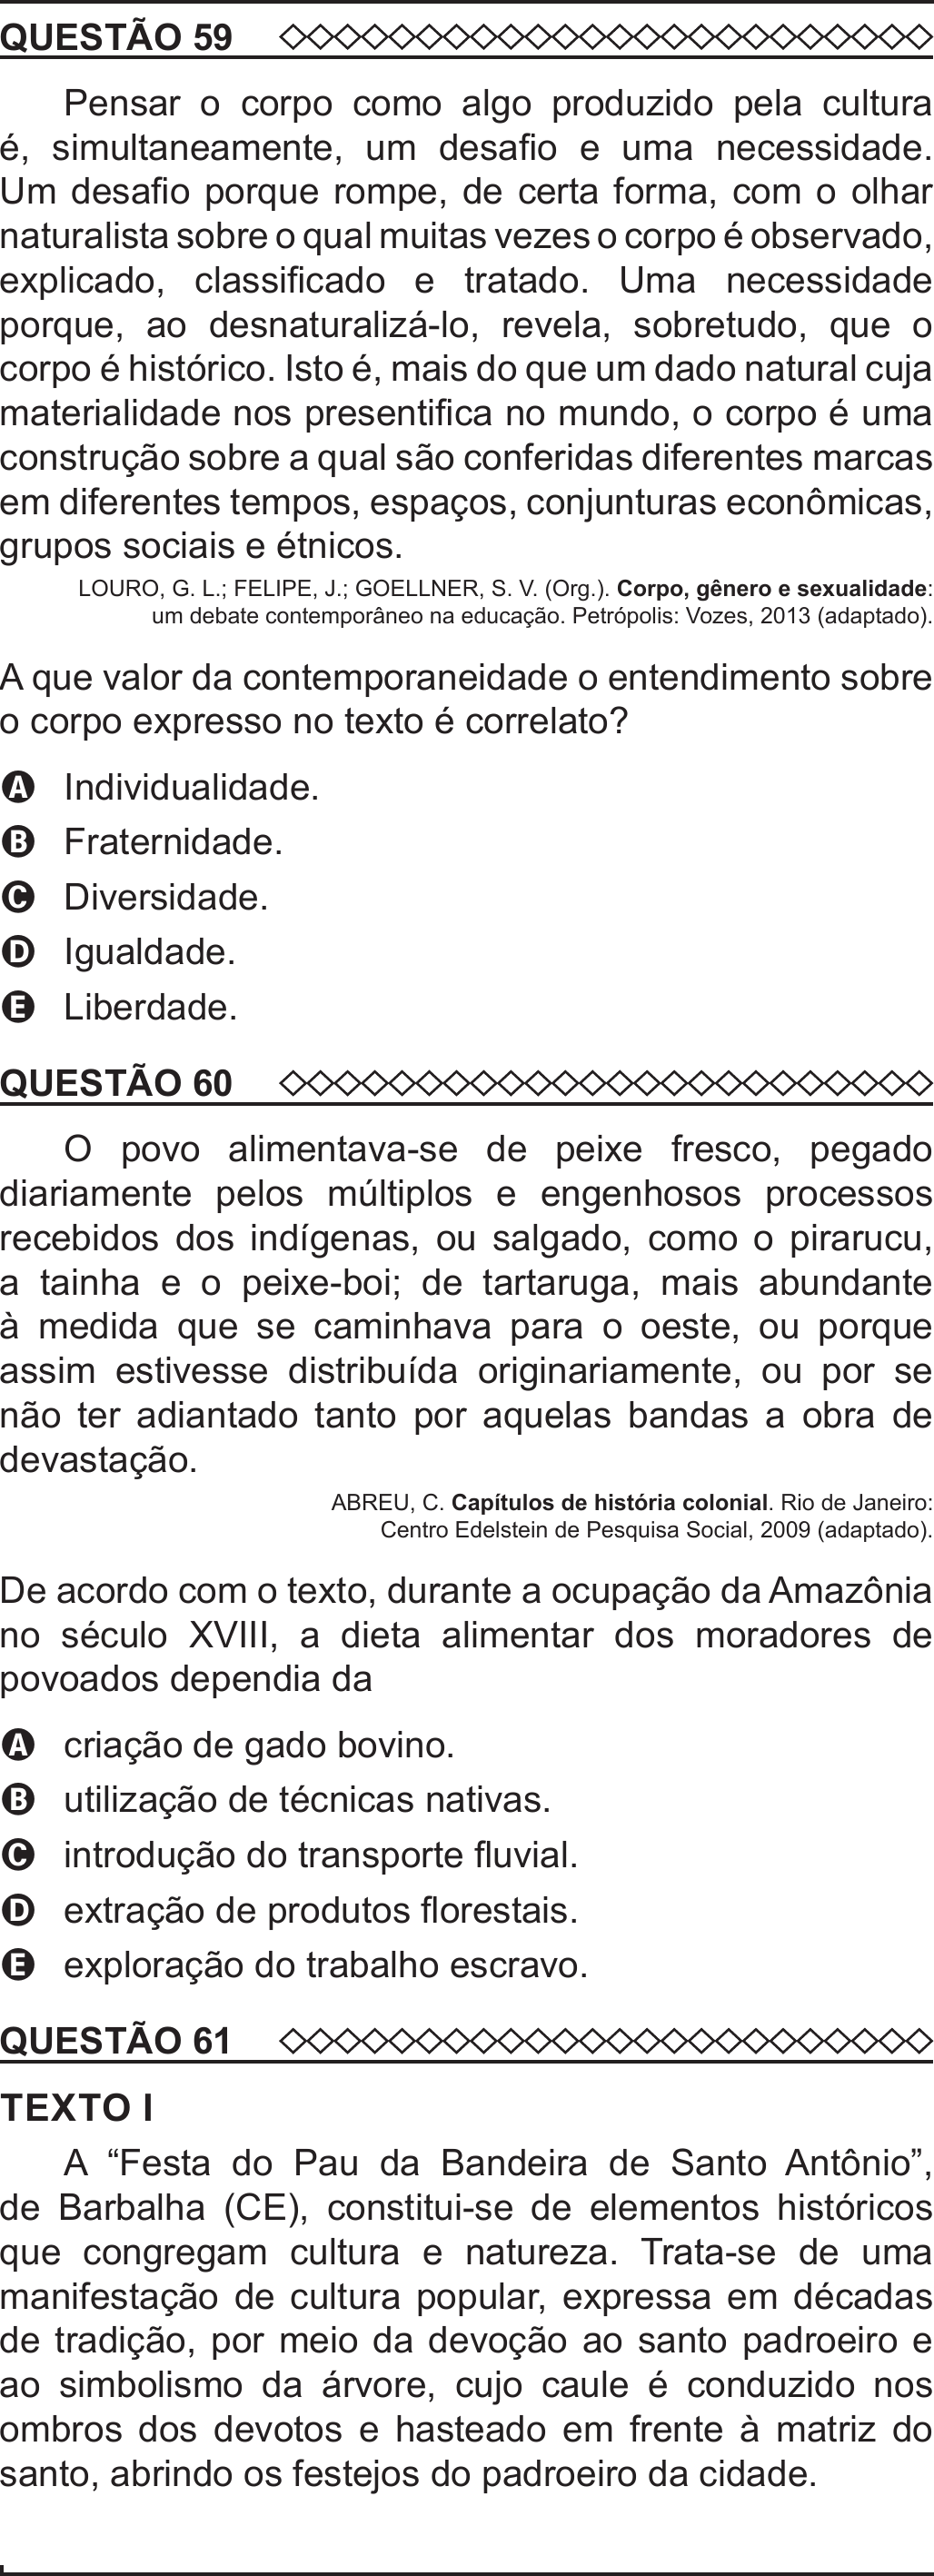 QUESTÃO 59
Pensar o corpo como algo produzido pela cultura
é, simultaneamente, um desafio e uma necessidade.
Um desafio porque rompe, de certa forma, com o olhar
naturalista sobre o qual muitas vezes o corpo é observado,
explicado, classificado e tratado. Uma necessidade
porque, ao desnaturalizá-lo, revela, sobretudo, que o
corpo é histórico. Isto é, mais do que um dado natural cuja
materialidade nos presentifica no mundo, o corpo é uma
construção sobre a qual são conferidas diferentes marcas
em diferentes tempos, espaços, conjunturas econômicas,
grupos sociais e étnicos.
LOURO, G. L.; FELIPE, J.; GOELLNER, S. V. (Org.). Corpo, gênero e sexualidade:
um debate contemporâneo na educação. Petrópolis: Vozes, 2013 (adaptado).
A que valor da contemporaneidade o entendimento sobre
o corpo expresso no texto é correlato?
A Individualidade.
B Fraternidade.
C Diversidade.
D Igualdade.
E Liberdade.
QUESTÃO 60
O povo alimentava-se de peixe fresco, pegado
diariamente pelos múltiplos e engenhosos processos
recebidos dos indígenas, ou salgado, como o pirarucu,
a tainha e o peixe-boi; de tartaruga, mais abundante
à medida que se caminhava para o oeste, ou porque
assim estivesse distribuída originariamente, ou por se
não ter adiantado tanto por aquelas bandas a obra de
devastação.
ABREU, C. Capítulos de história colonial. Rio de Janeiro:
Centro Edelstein de Pesquisa Social, 2009 (adaptado).
De acordo com o texto, durante a ocupação da Amazônia
no século XVIII, a dieta alimentar dos moradores de
povoados dependia da
A criação de gado bovino.
B utilização de técnicas nativas.
C introdução do transporte fluvial.
D extração de produtos florestais.
E exploração do trabalho escravo.
QUESTÃO 61
TEXTO I
A “Festa do Pau da Bandeira de Santo Antônio”,
de Barbalha (CE), constitui-se de elementos históricos
que congregam cultura e natureza. Trata-se de uma
manifestação de cultura popular, expressa em décadas
de tradição, por meio da devoção ao santo padroeiro e
ao simbolismo da árvore, cujo caule é conduzido nos
ombros dos devotos e hasteado em frente à matriz do
santo, abrindo os festejos do padroeiro da cidade.